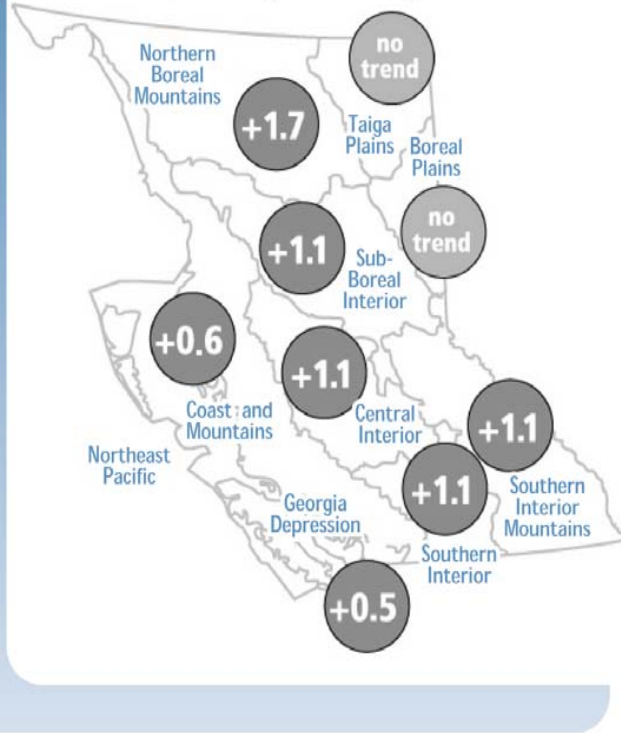 no
trend
Northern
Boreal
Mountains
+1.7
Taiga
Plains
Boreal
Plains
no
trend
+1.1
Sub-
Boreal
Interior
+0.6
+1.1
Coast and
Mountains
Central
Interior
+1.1
Northeast
Pacific
+1.1
Southern
Interior
Mountains
Georgia
Depression
Southern
Interior
+0.5